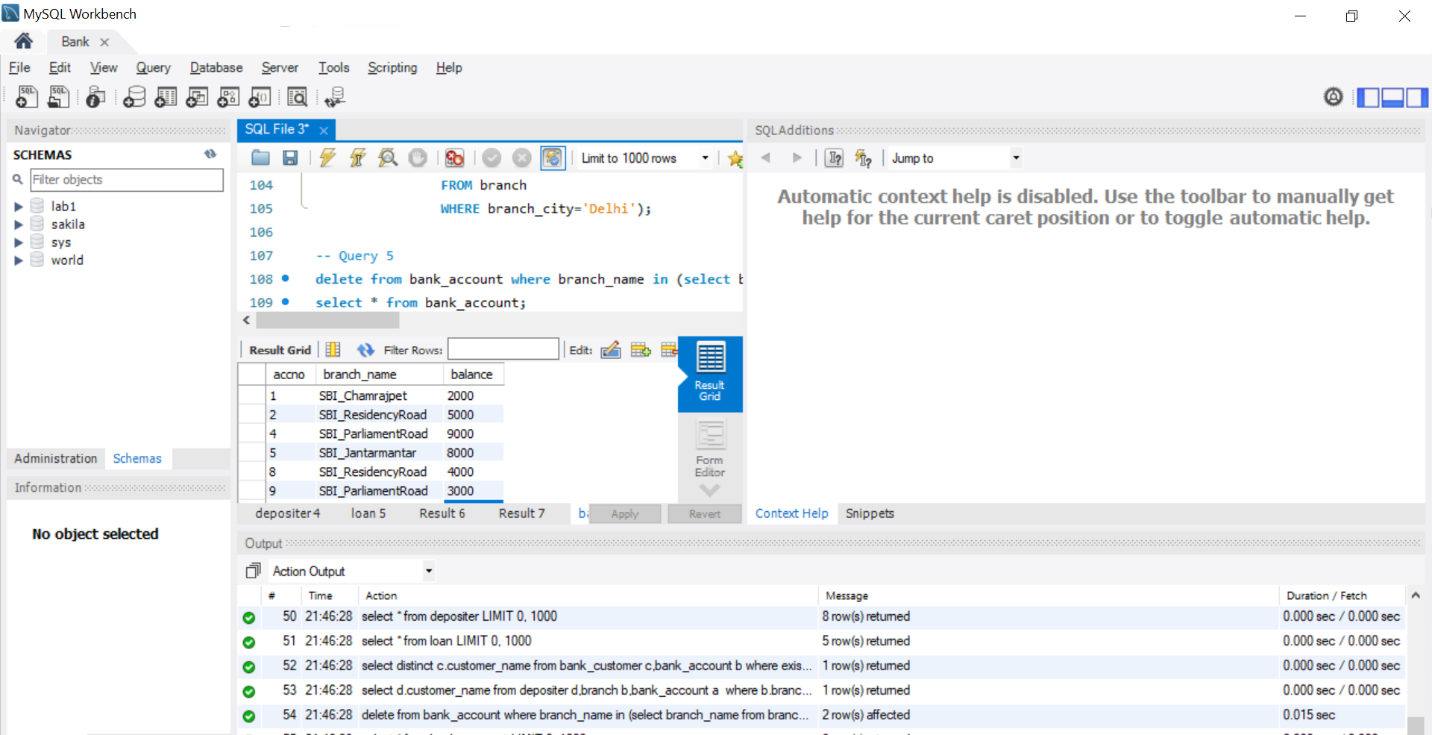 MySQL Workbench
Bank
File Edit View Query Database Server Tools Scripting Help
Navigator
SCHEMAS
Filter objects
lab1
sakila
sys
world
Administration Schemas
Information
No object selected
SQL File 3*
Limit to 1000 rows
104 FROM branch
105 WHERE branch_city='Delhi');
106
107 -- Query 5
108 delete from bank_account where branch_name in (select b
109 select * from bank_account;
Result Grid Filter Rows: Edit:
accno branch_name balance
1 SBI_Chamrajpet 2000
2 SBI_ResidencyRoad 5000
4 SBI_ParliamentRoad 9000
5 SBI_Jantarmantar 8000
8 SBI_ResidencyRoad 4000
9 SBI_ParliamentRoad 3000
Result
Grid
Form
Editor
depositer 4 loan 5 Result 6 Result 7 Apply Revert
SQLAdditions
Jump to
Automatic context help is disabled. Use the toolbar to manually get
help for the current caret position or to toggle automatic help.
Context Help Snippets
Output
Action Output
# Time Action Message Duration / Fetch
50 21:46:28 select * from depositer LIMIT 0, 1000 8 row(s) returned 0.000 sec / 0.000 sec
51 21:46:28 select * from loan LIMIT 0, 1000 5 row(s) returned 0.000 sec / 0.000 sec
52 21:46:28 select distinct c.customer_name from bank_customer c,bank_account b where exis... 1 row(s) returned 0.000 sec / 0.000 sec
53 21:46:28 select d.customer_name from depositer d,branch b,bank_account a where b.branc... 1 row(s) returned 0.000 sec / 0.000 sec
54 21:46:28 delete from bank_account where branch_name in (select branch_name from branc... 2 row(s) affected 0.015 sec